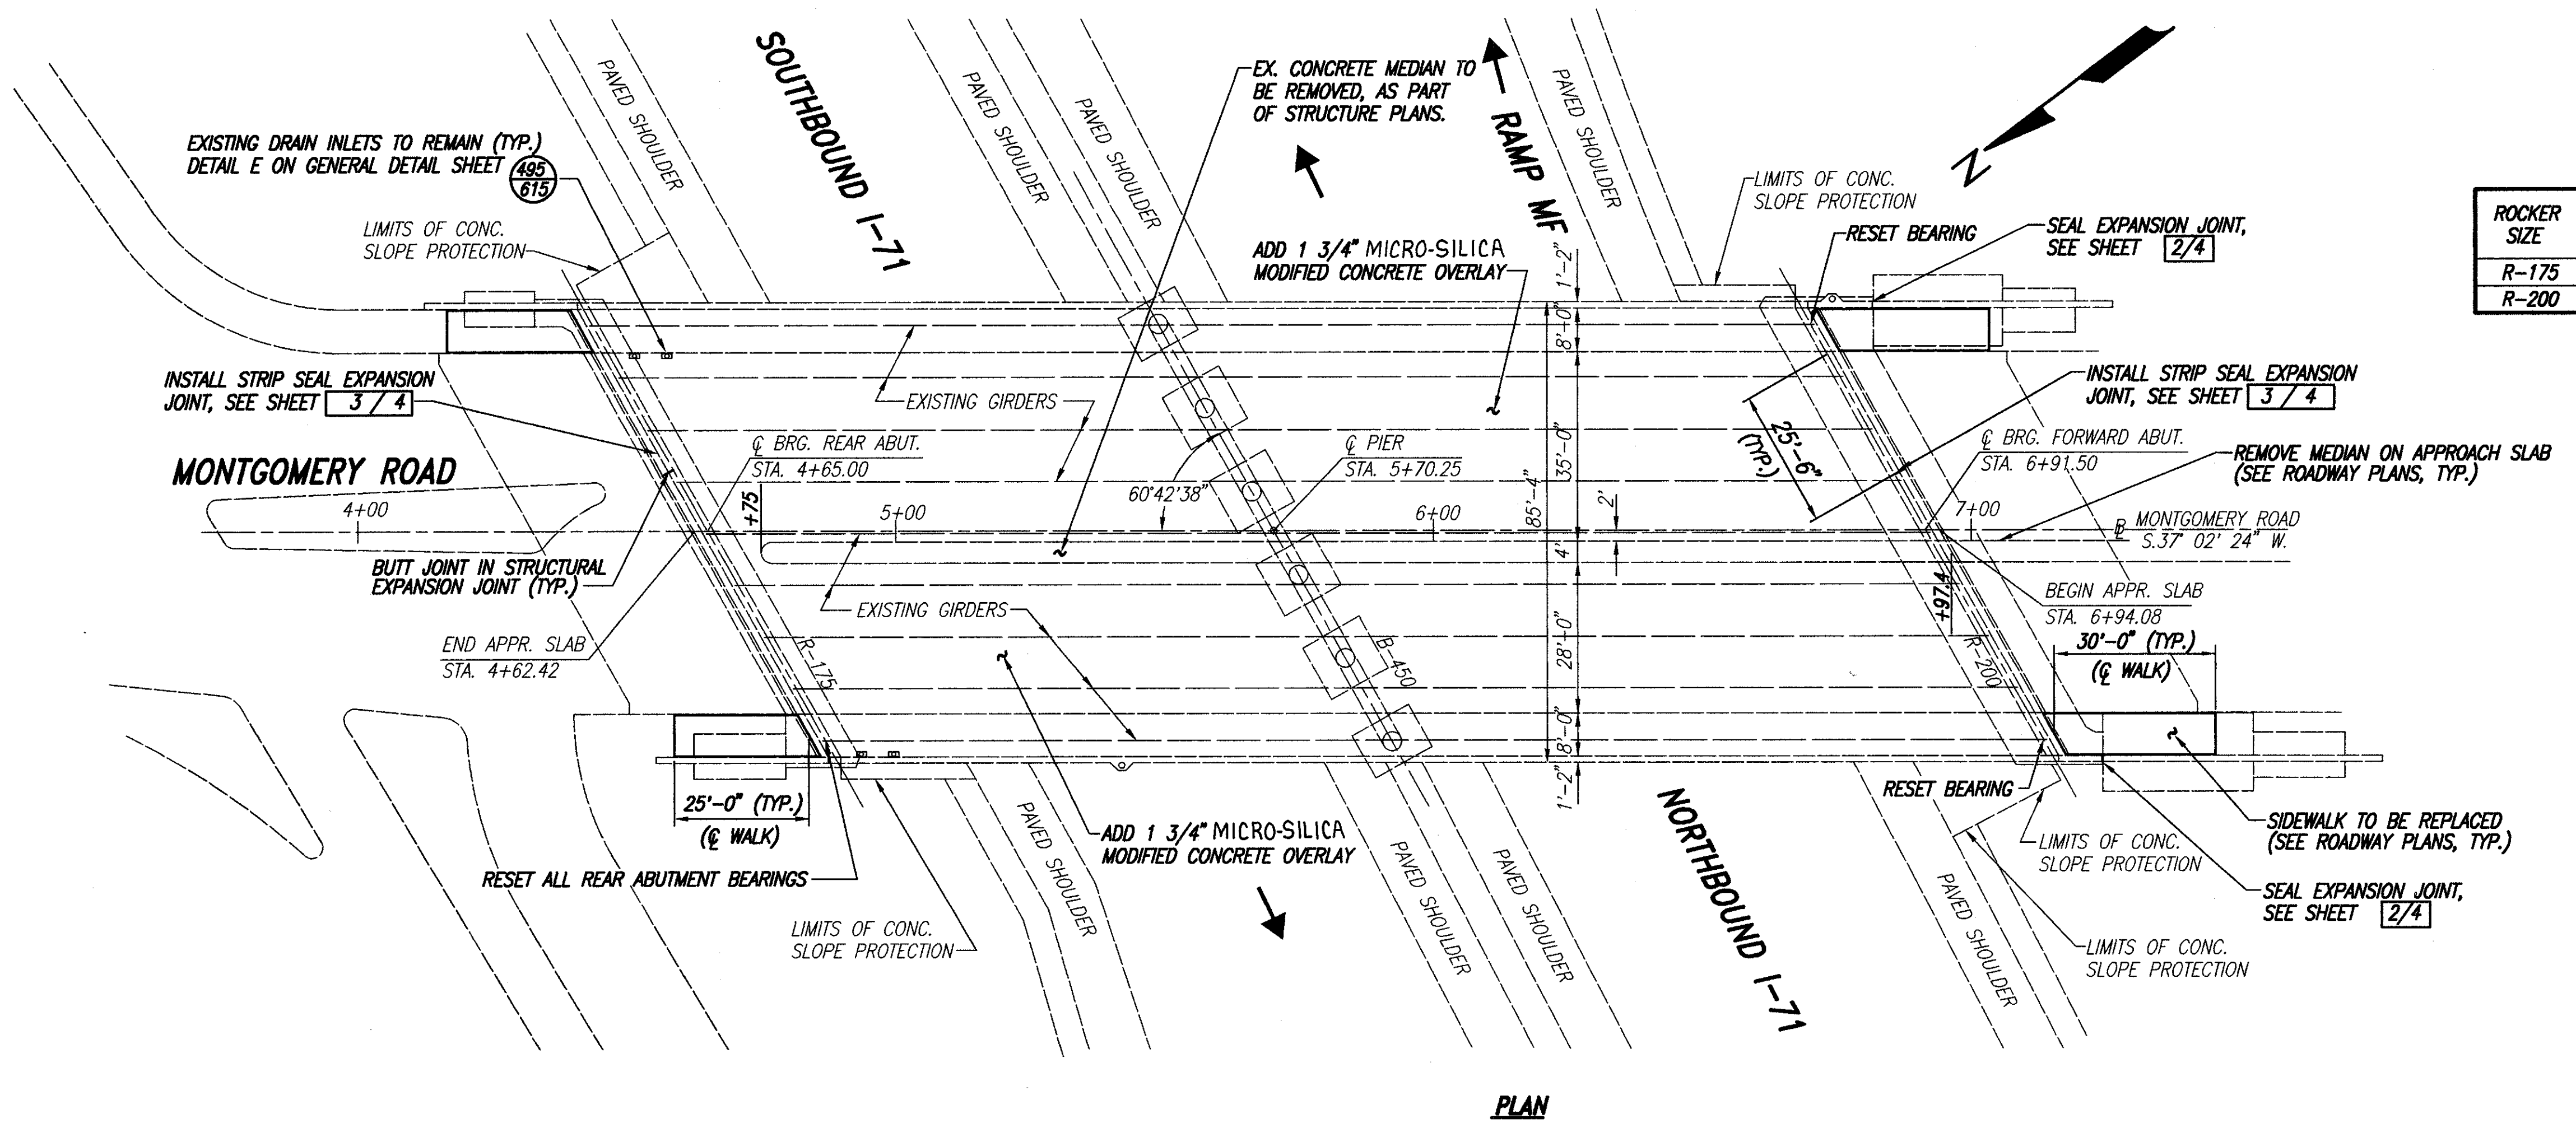 PAVED SHOULDER
SOUTHBOUND I-71
PAVED SHOULDER
PAVED SHOULDER
EX. CONCRETE MEDIAN TO
BE REMOVED, AS PART
OF STRUCTURE PLANS.
RAMP MF
PAVED SHOULDER
N
EXISTING DRAIN INLETS TO REMAIN (TYP.)
DETAIL E ON GENERAL DETAIL SHEET
495
615
LIMITS OF CONC.
SLOPE PROTECTION
ADD 1 3/4" MICRO-SILICA
MODIFIED CONCRETE OVERLAY
LIMITS OF CONC.
SLOPE PROTECTION
RESET BEARING
SEAL EXPANSION JOINT,
SEE SHEET 2/4
ROCKER
SIZE
R-175
R-200
INSTALL STRIP SEAL EXPANSION
JOINT, SEE SHEET 3 / 4
EXISTING GIRDERS
1'-2"
8'-0"
35'-0"
85'-4"
4'
2'
28'-0"
8'-0"
1'-2"
25'-6"
(TYP.)
INSTALL STRIP SEAL EXPANSION
JOINT, SEE SHEET 3 / 4
MONTGOMERY ROAD
4+00
℄ BRG. REAR ABUT.
STA. 4+65.00
+75
5+00
60°42'38"
℄ PIER
STA. 5+70.25
6+00
℄ BRG. FORWARD ABUT.
STA. 6+91.50
REMOVE MEDIAN ON APPROACH SLAB
(SEE ROADWAY PLANS, TYP.)
7+00
BL MONTGOMERY ROAD
S.37° 02' 24" W.
BUTT JOINT IN STRUCTURAL
EXPANSION JOINT (TYP.)
EXISTING GIRDERS
+97.4
BEGIN APPR. SLAB
STA. 6+94.08
END APPR. SLAB
STA. 4+62.42
R-175
B-450
R-200
30'-0" (TYP.)
(℄ WALK)
25'-0" (TYP.)
(℄ WALK)
RESET ALL REAR ABUTMENT BEARINGS
LIMITS OF CONC.
SLOPE PROTECTION
PAVED SHOULDER
ADD 1 3/4" MICRO-SILICA
MODIFIED CONCRETE OVERLAY
PAVED SHOULDER
PAVED SHOULDER
NORTHBOUND I-71
RESET BEARING
LIMITS OF CONC.
SLOPE PROTECTION
SIDEWALK TO BE REPLACED
(SEE ROADWAY PLANS, TYP.)
SEAL EXPANSION JOINT,
SEE SHEET 2/4
PAVED SHOULDER
LIMITS OF CONC.
SLOPE PROTECTION
PLAN